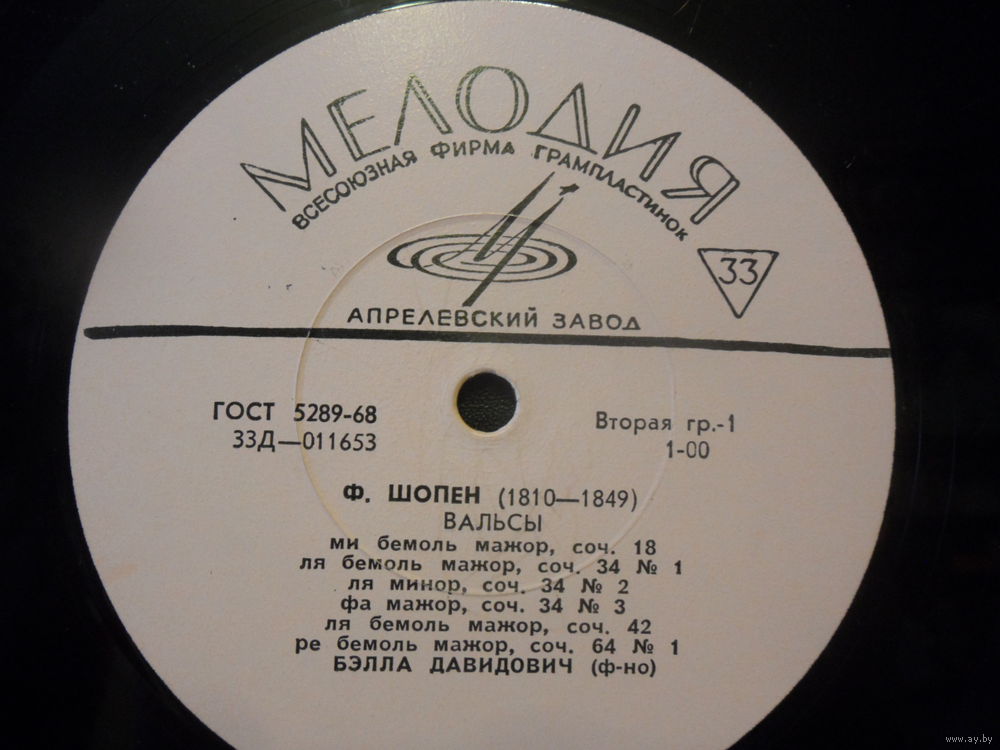 МЕЛОДИЯ
ВСЕСОЮЗНАЯ ФИРМА ГРАМПЛАСТИНОК
33
АПРЕЛЕВСКИЙ ЗАВОД
ГОСТ 5289-68
33Д—011653
Вторая гр.-1
1-00
Ф. ШОПЕН (1810—1849)
ВАЛЬСЫ
ми бемоль мажор, соч. 18
ля бемоль мажор, соч. 34 № 1
ля минор, соч. 34 № 2
фа мажор, соч. 34 № 3
ля бемоль мажор, соч. 42
ре бемоль мажор, соч. 64 № 1
БЭЛЛА ДАВИДОВИЧ (ф-но)
www.ay.by